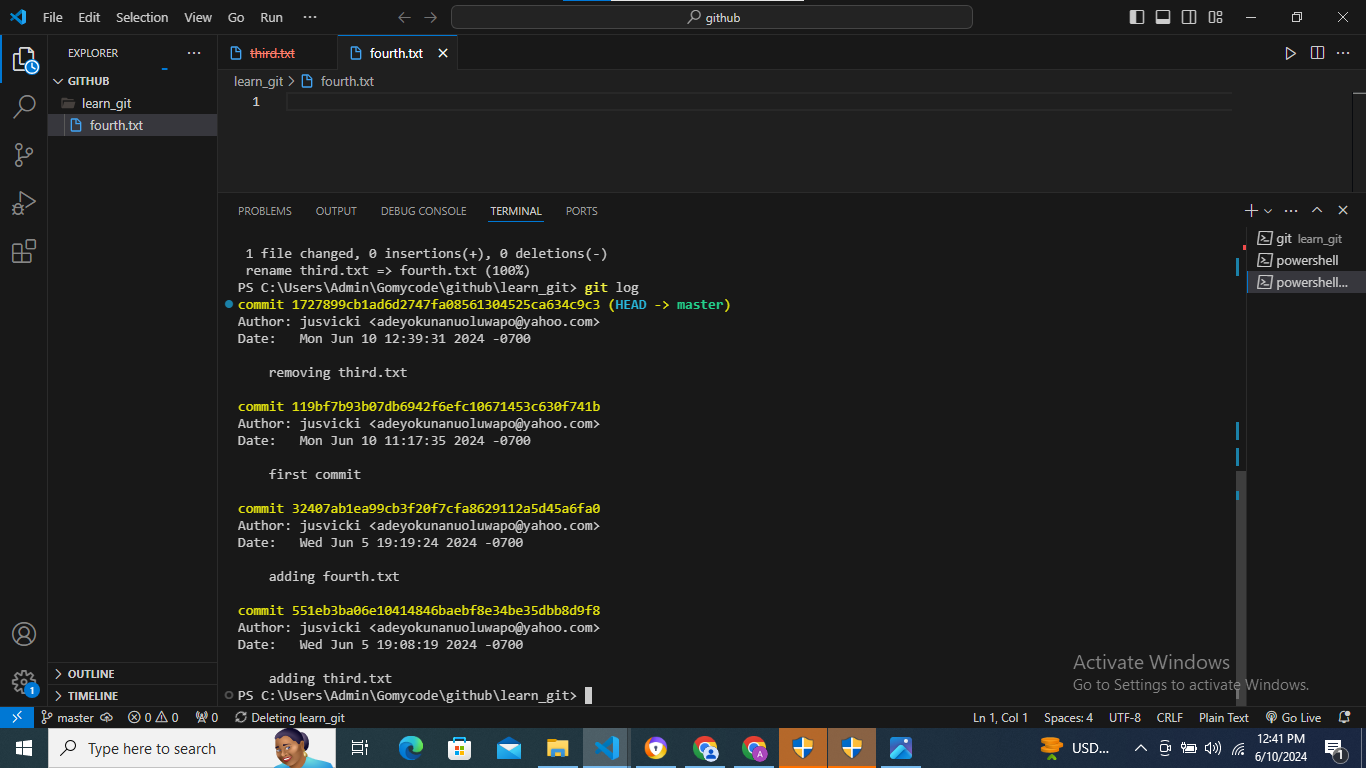 File Edit Selection View Go Run ··· github
EXPLORER ···
GITHUB
learn_git
fourth.txt
OUTLINE
TIMELINE
third.txt fourth.txt
learn_git > fourth.txt
1
PROBLEMS OUTPUT DEBUG CONSOLE TERMINAL PORTS
1 file changed, 0 insertions(+), 0 deletions(-)
rename third.txt => fourth.txt (100%)
PS C:\Users\Admin\Gomycode\github\learn_git> git log
commit 1727899cb1ad6d2747fa08561304525ca634c9c3 (HEAD -> master)
Author: jusvicki <adeyokunanuoluwapo@yahoo.com>
Date:   Mon Jun 10 12:39:31 2024 -0700
removing third.txt
commit 119bf7b93b07db6942f6efc10671453c630f741b
Author: jusvicki <adeyokunanuoluwapo@yahoo.com>
Date:   Mon Jun 10 11:17:35 2024 -0700
first commit
commit 32407ab1ea99cb3f20f7cfa8629112a5d45a6fa0
Author: jusvicki <adeyokunanuoluwapo@yahoo.com>
Date:   Wed Jun 5 19:19:24 2024 -0700
adding fourth.txt
commit 551eb3ba06e10414846baebf8e34be35dbb8d9f8
Author: jusvicki <adeyokunanuoluwapo@yahoo.com>
Date:   Wed Jun 5 19:08:19 2024 -0700
adding third.txt
PS C:\Users\Admin\Gomycode\github\learn_git>
git learn_git
powershell
powershell...
Activate Windows
Go to Settings to activate Windows.
1
master 0 0 0 Deleting learn_git Ln 1, Col 1 Spaces: 4 UTF-8 CRLF Plain Text Go Live
Type here to search A USD... 12:41 PM
6/10/2024 1